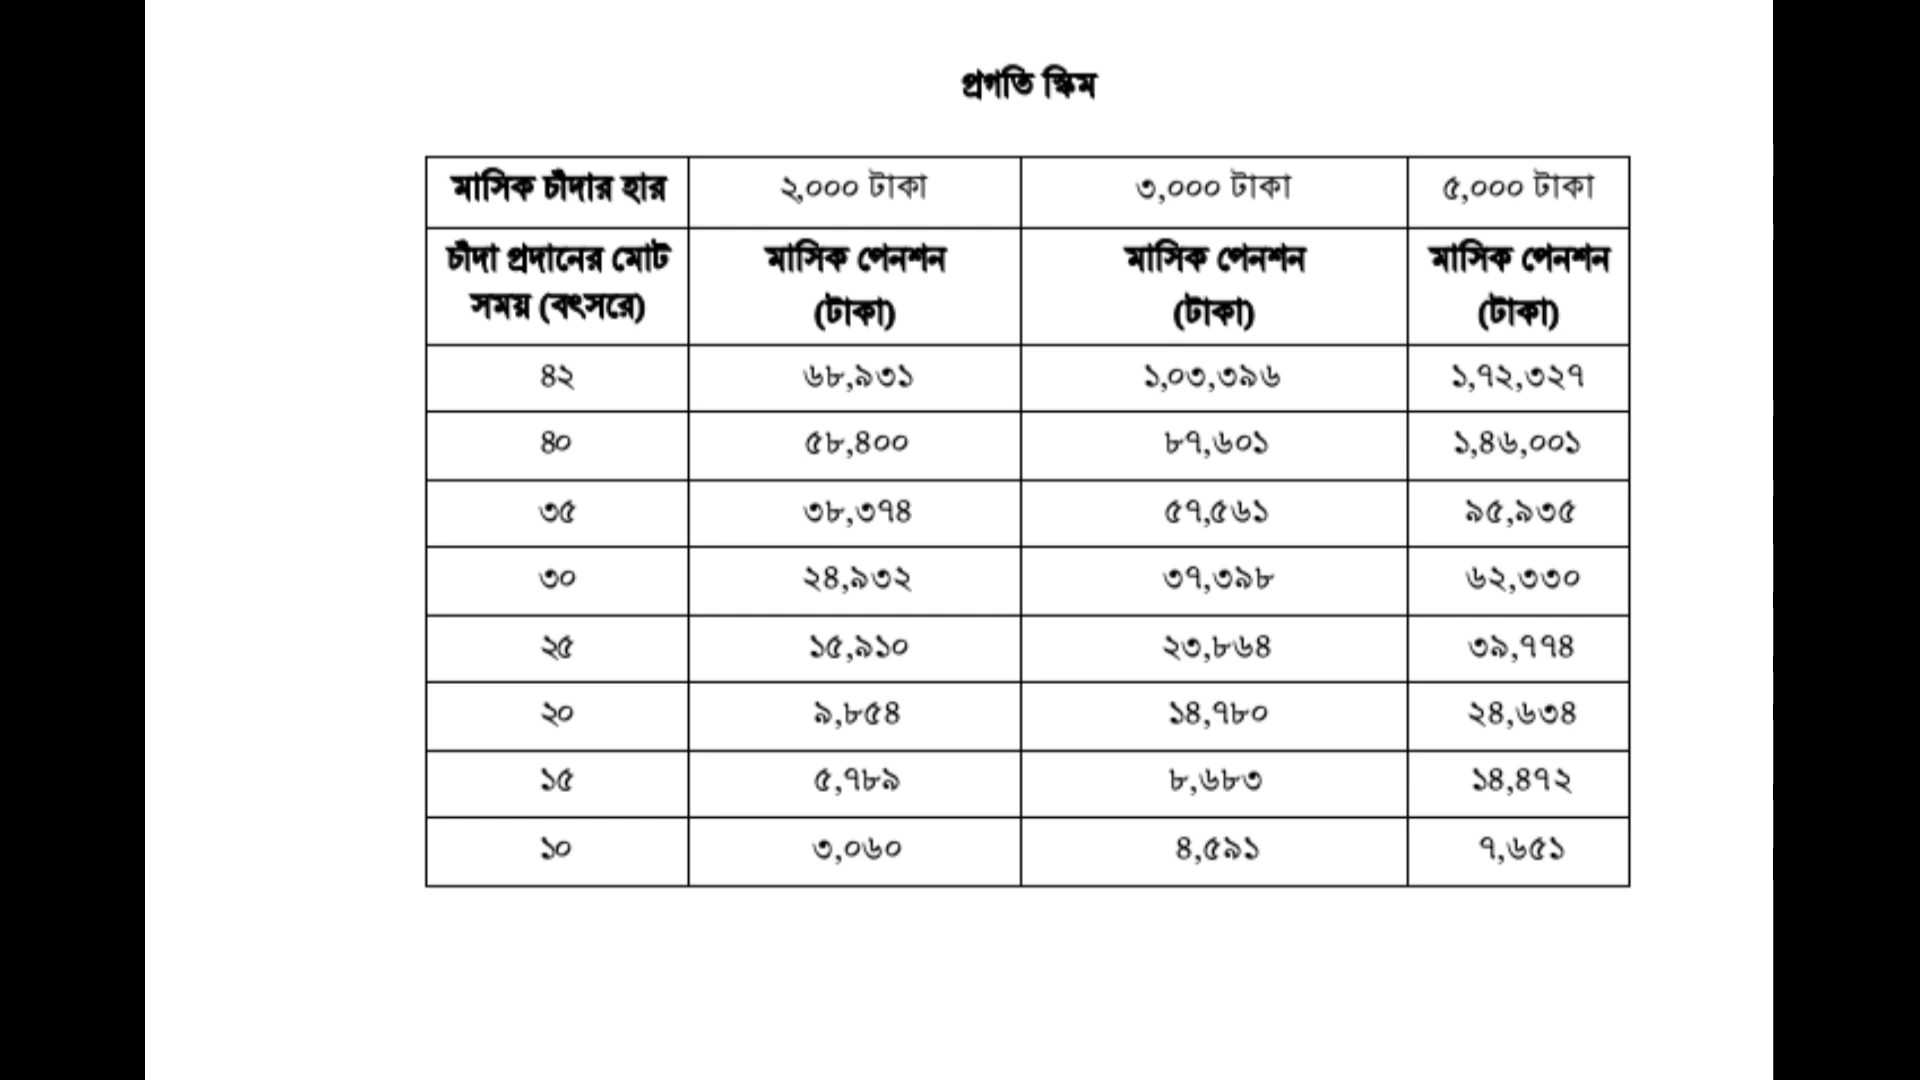 প্রগতি স্কিম
মাসিক চাঁদার হার ২,০০০ টাকা ৩,০০০ টাকা ৫,০০০ টাকা
চাঁদা প্রদানের মোট মাসিক পেনশন মাসিক পেনশন মাসিক পেনশন
সময় (বৎসরে) (টাকা) (টাকা) (টাকা)
৪২ ৬৮,৯৩১ ১,০৩,৩৯৬ ১,৭২,৩২৭
৪০ ৫৮,৪০০ ৮৭,৬০১ ১,৪৬,০০১
৩৫ ৩৮,৩৭৪ ৫৭,৫৬১ ৯৫,৯৩৫
৩০ ২৪,৯৩২ ৩৭,৩৯৮ ৬২,৩৩০
২৫ ১৫,৯১০ ২৩,৮৬৪ ৩৯,৭৭৪
২০ ৯,৮৫৪ ১৪,৭৮০ ২৪,৬৩৪
১৫ ৫,৭৮৯ ৮,৬৮৩ ১৪,৪৭২
১০ ৩,০৬০ ৪,৫৯১ ৭,৬৫১